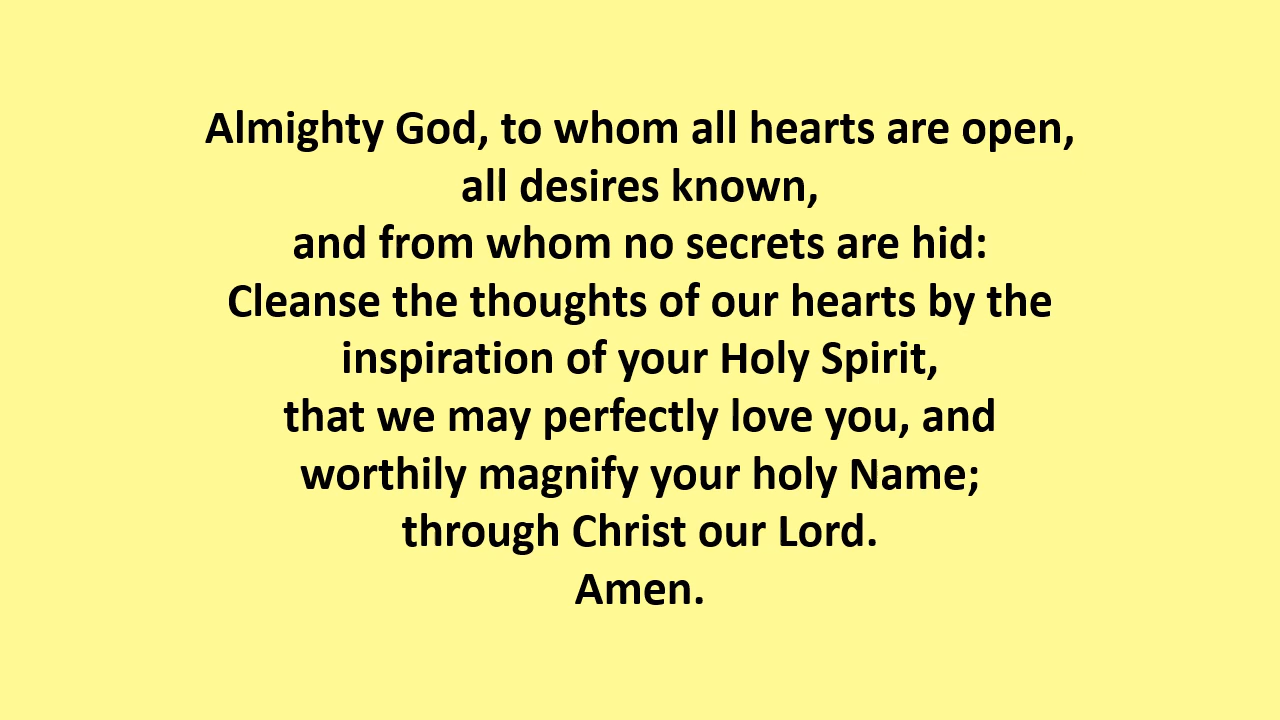 Almighty God, to whom all hearts are open,
all desires known,
and from whom no secrets are hid:
Cleanse the thoughts of our hearts by the
inspiration of your Holy Spirit,
that we may perfectly love you, and
worthily magnify your holy Name;
through Christ our Lord.
Amen.